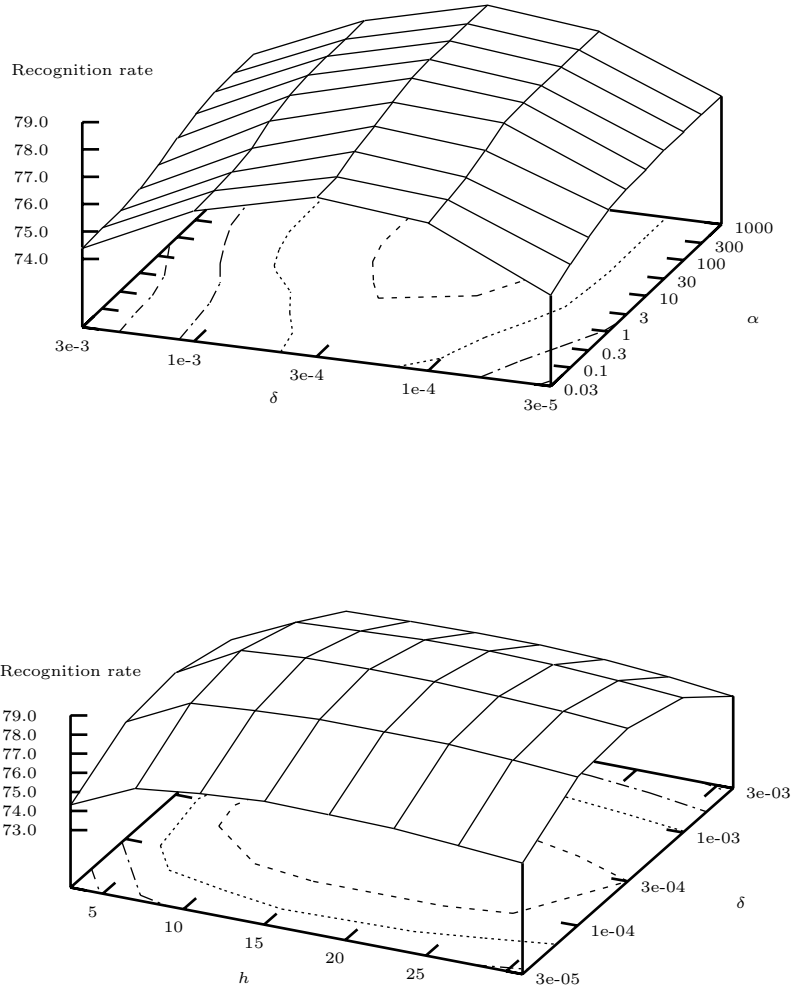 Recognition rate
79.0
78.0
77.0
76.0
75.0
74.0
3e-3
1e-3
3e-4
1e-4
3e-5
δ
1000
300
100
30
10
3
1
0.3
0.1
0.03
α
Recognition rate
79.0
78.0
77.0
76.0
75.0
74.0
73.0
5
10
15
20
25
h
3e-03
1e-03
3e-04
1e-04
3e-05
δ